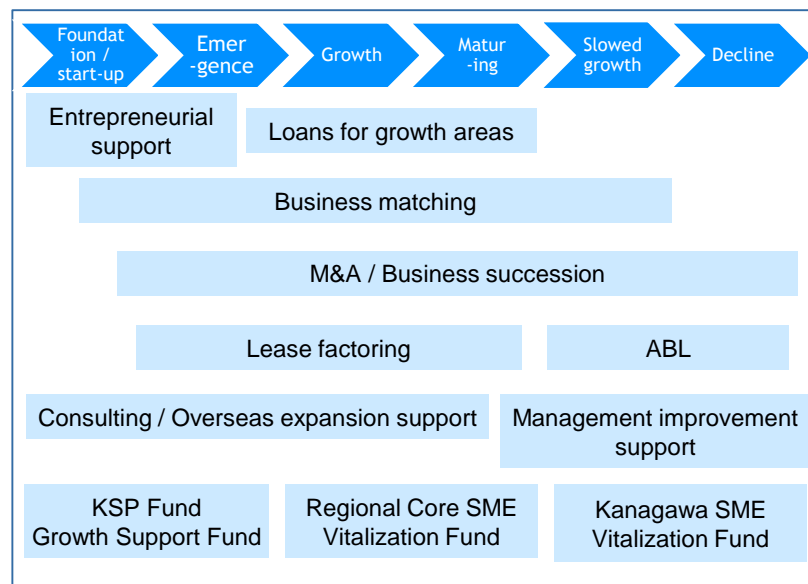 Foundat
ion /
start-up
Emer
-gence
Growth
Matur
-ing
Slowed
growth
Decline
Entrepreneurial
support
Loans for growth areas
Business matching
M&A / Business succession
Lease factoring
ABL
Consulting / Overseas expansion support
Management improvement
support
KSP Fund
Growth Support Fund
Regional Core SME
Vitalization Fund
Kanagawa SME
Vitalization Fund